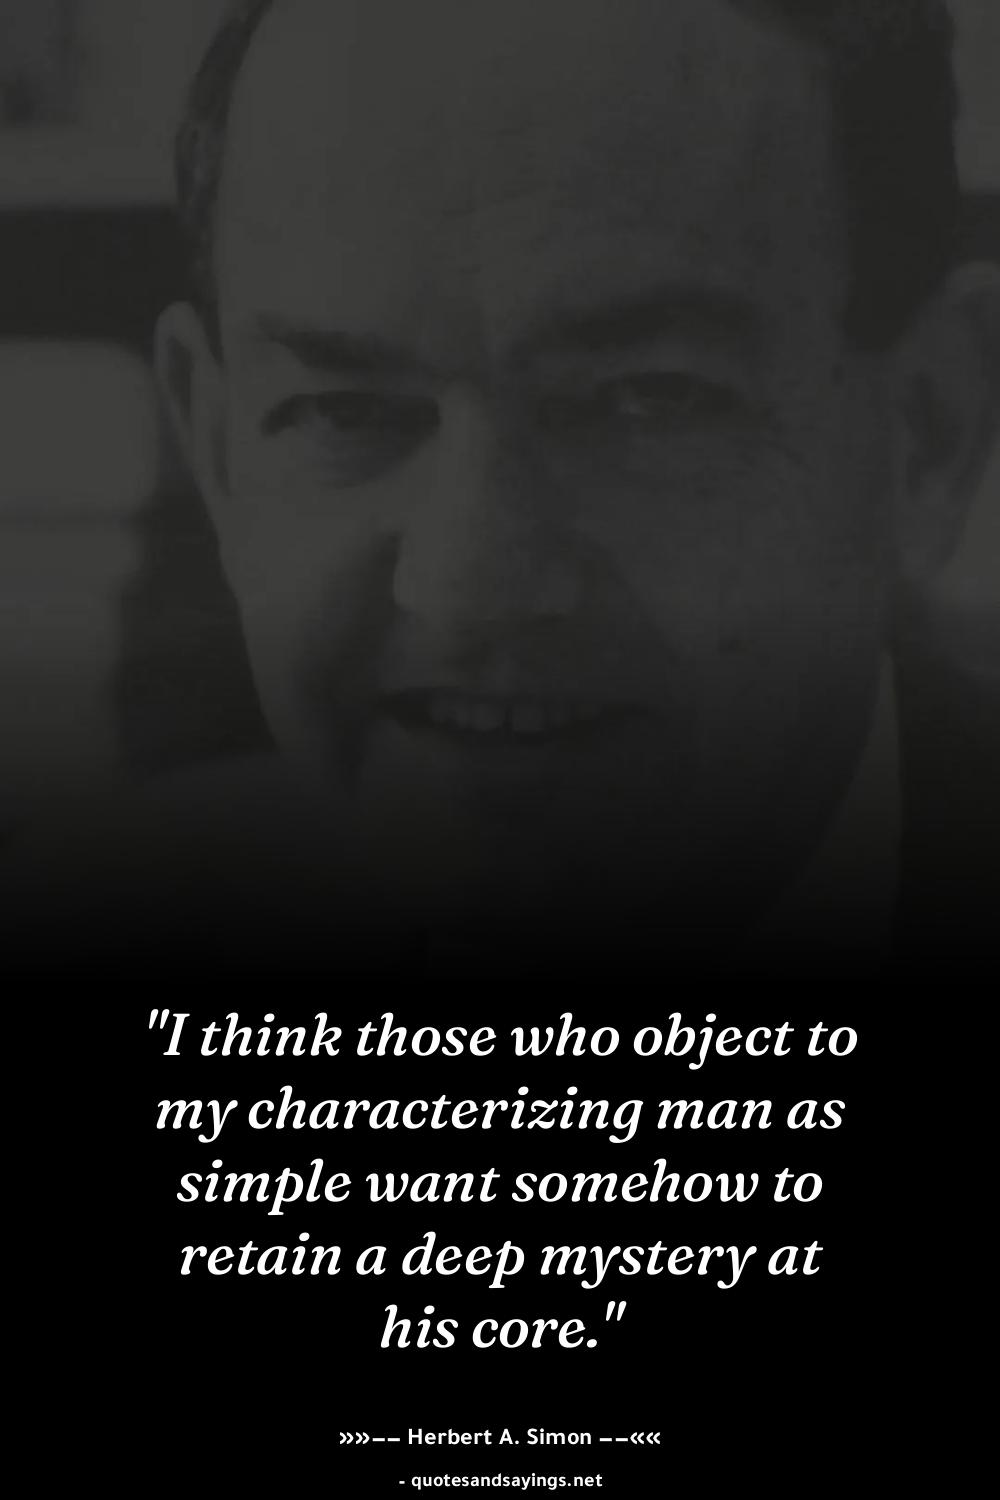 "I think those who object to
my characterizing man as
simple want somehow to
retain a deep mystery at
his core."
»»–– Herbert A. Simon ––««
- quotesandsayings.net